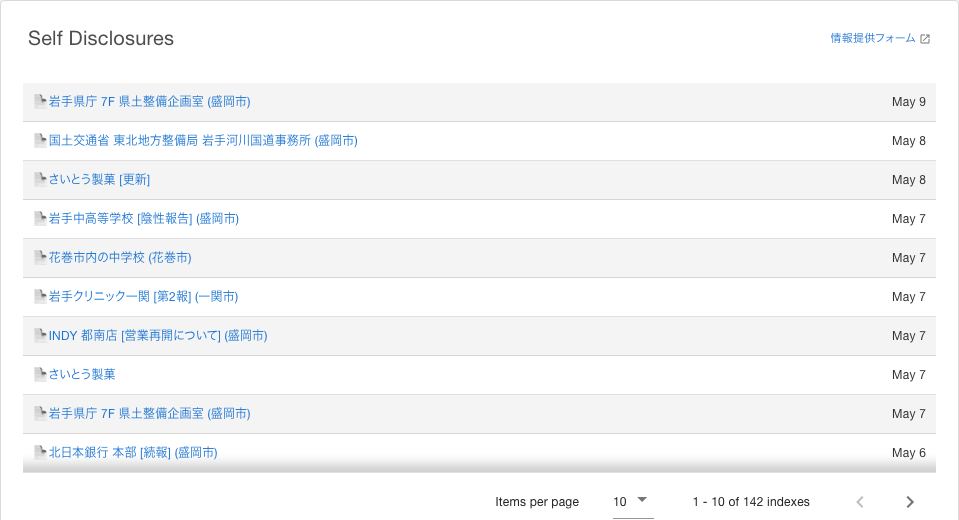 Self Disclosures
情報提供フォーム
岩手県庁 7F 県土整備企画室 (盛岡市) May 9
国土交通省 東北地方整備局 岩手河川国道事務所 (盛岡市) May 8
さいとう製菓 [更新] May 8
岩手中高等学校 [陰性報告] (盛岡市) May 7
花巻市内の中学校 (花巻市) May 7
岩手クリニック一関 [第2報] (一関市) May 7
INDY 都南店 [営業再開について] (盛岡市) May 7
さいとう製菓 May 7
岩手県庁 7F 県土整備企画室 (盛岡市) May 7
北日本銀行 本部 [続報] (盛岡市) May 6
Items per page 10 1 - 10 of 142 indexes